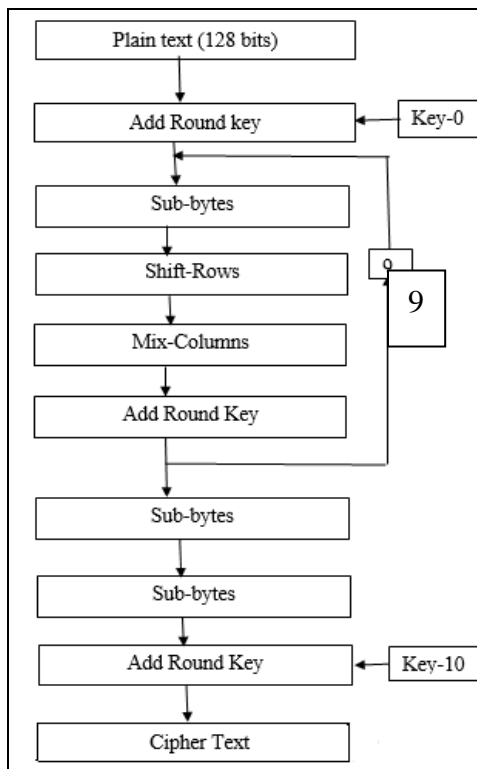 Plain text (128 bits)
Add Round key
Key-0
Sub-bytes
Shift-Rows
9
9
Mix-Columns
Add Round Key
Sub-bytes
Sub-bytes
Add Round Key
Key-10
Cipher Text